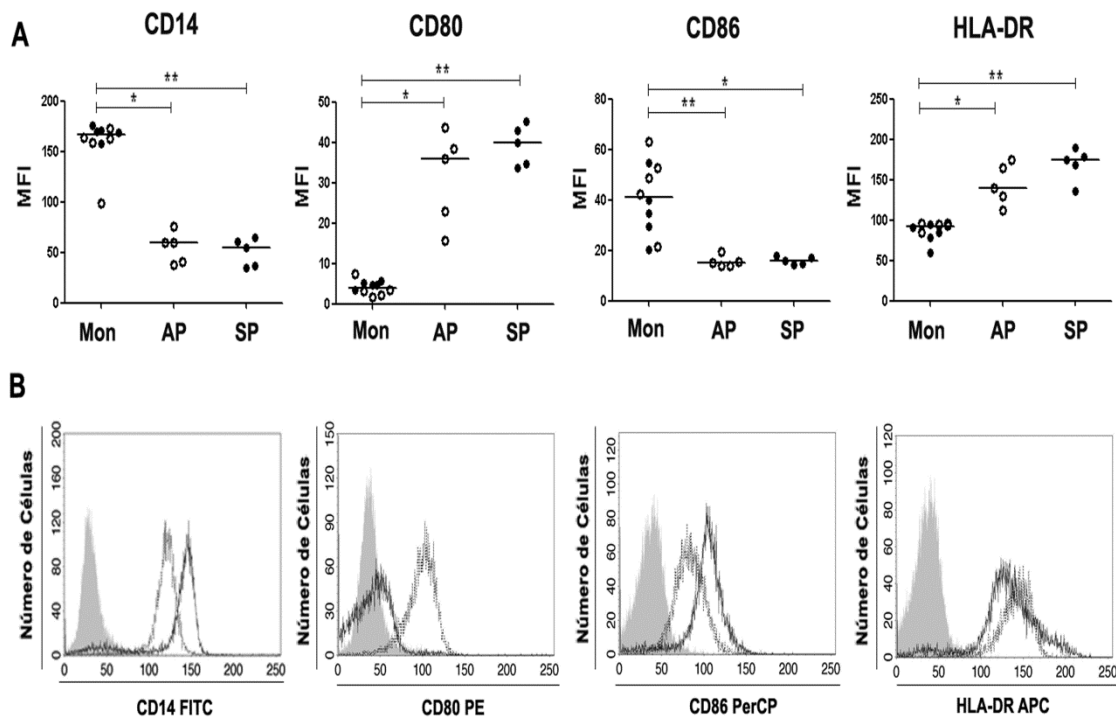 A
CD14
CD80
CD86
HLA-DR
**
*
**
*
*
**
**
*
MFI
200
150
100
50
0
Mon
AP
SP
MFI
50
40
30
20
10
0
Mon
AP
SP
MFI
80
60
40
20
0
Mon
AP
SP
MFI
250
200
150
100
50
0
Mon
AP
SP
B
Número de Células
200
160
120
80
40
0
0 50 100 150 200 250
CD14 FITC
Número de Células
150
120
90
60
30
0
0 50 100 150 200 250
CD80 PE
Número de Células
120
100
80
60
40
20
0
0 50 100 150 200 250
CD86 PerCP
Número de Células
120
100
80
60
40
20
0
0 50 100 150 200 250
HLA-DR APC